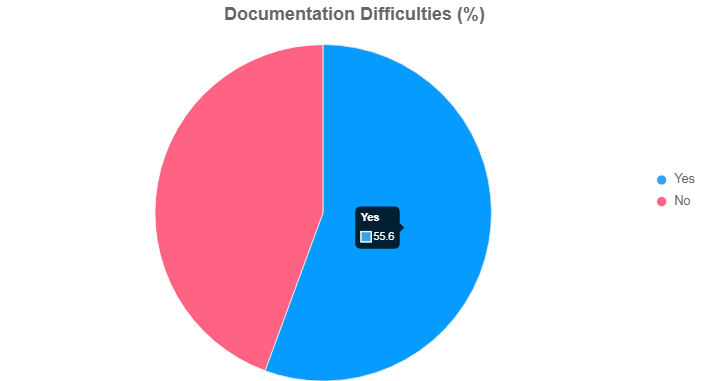 Documentation Difficulties (%)
Yes
55.6
Yes
No